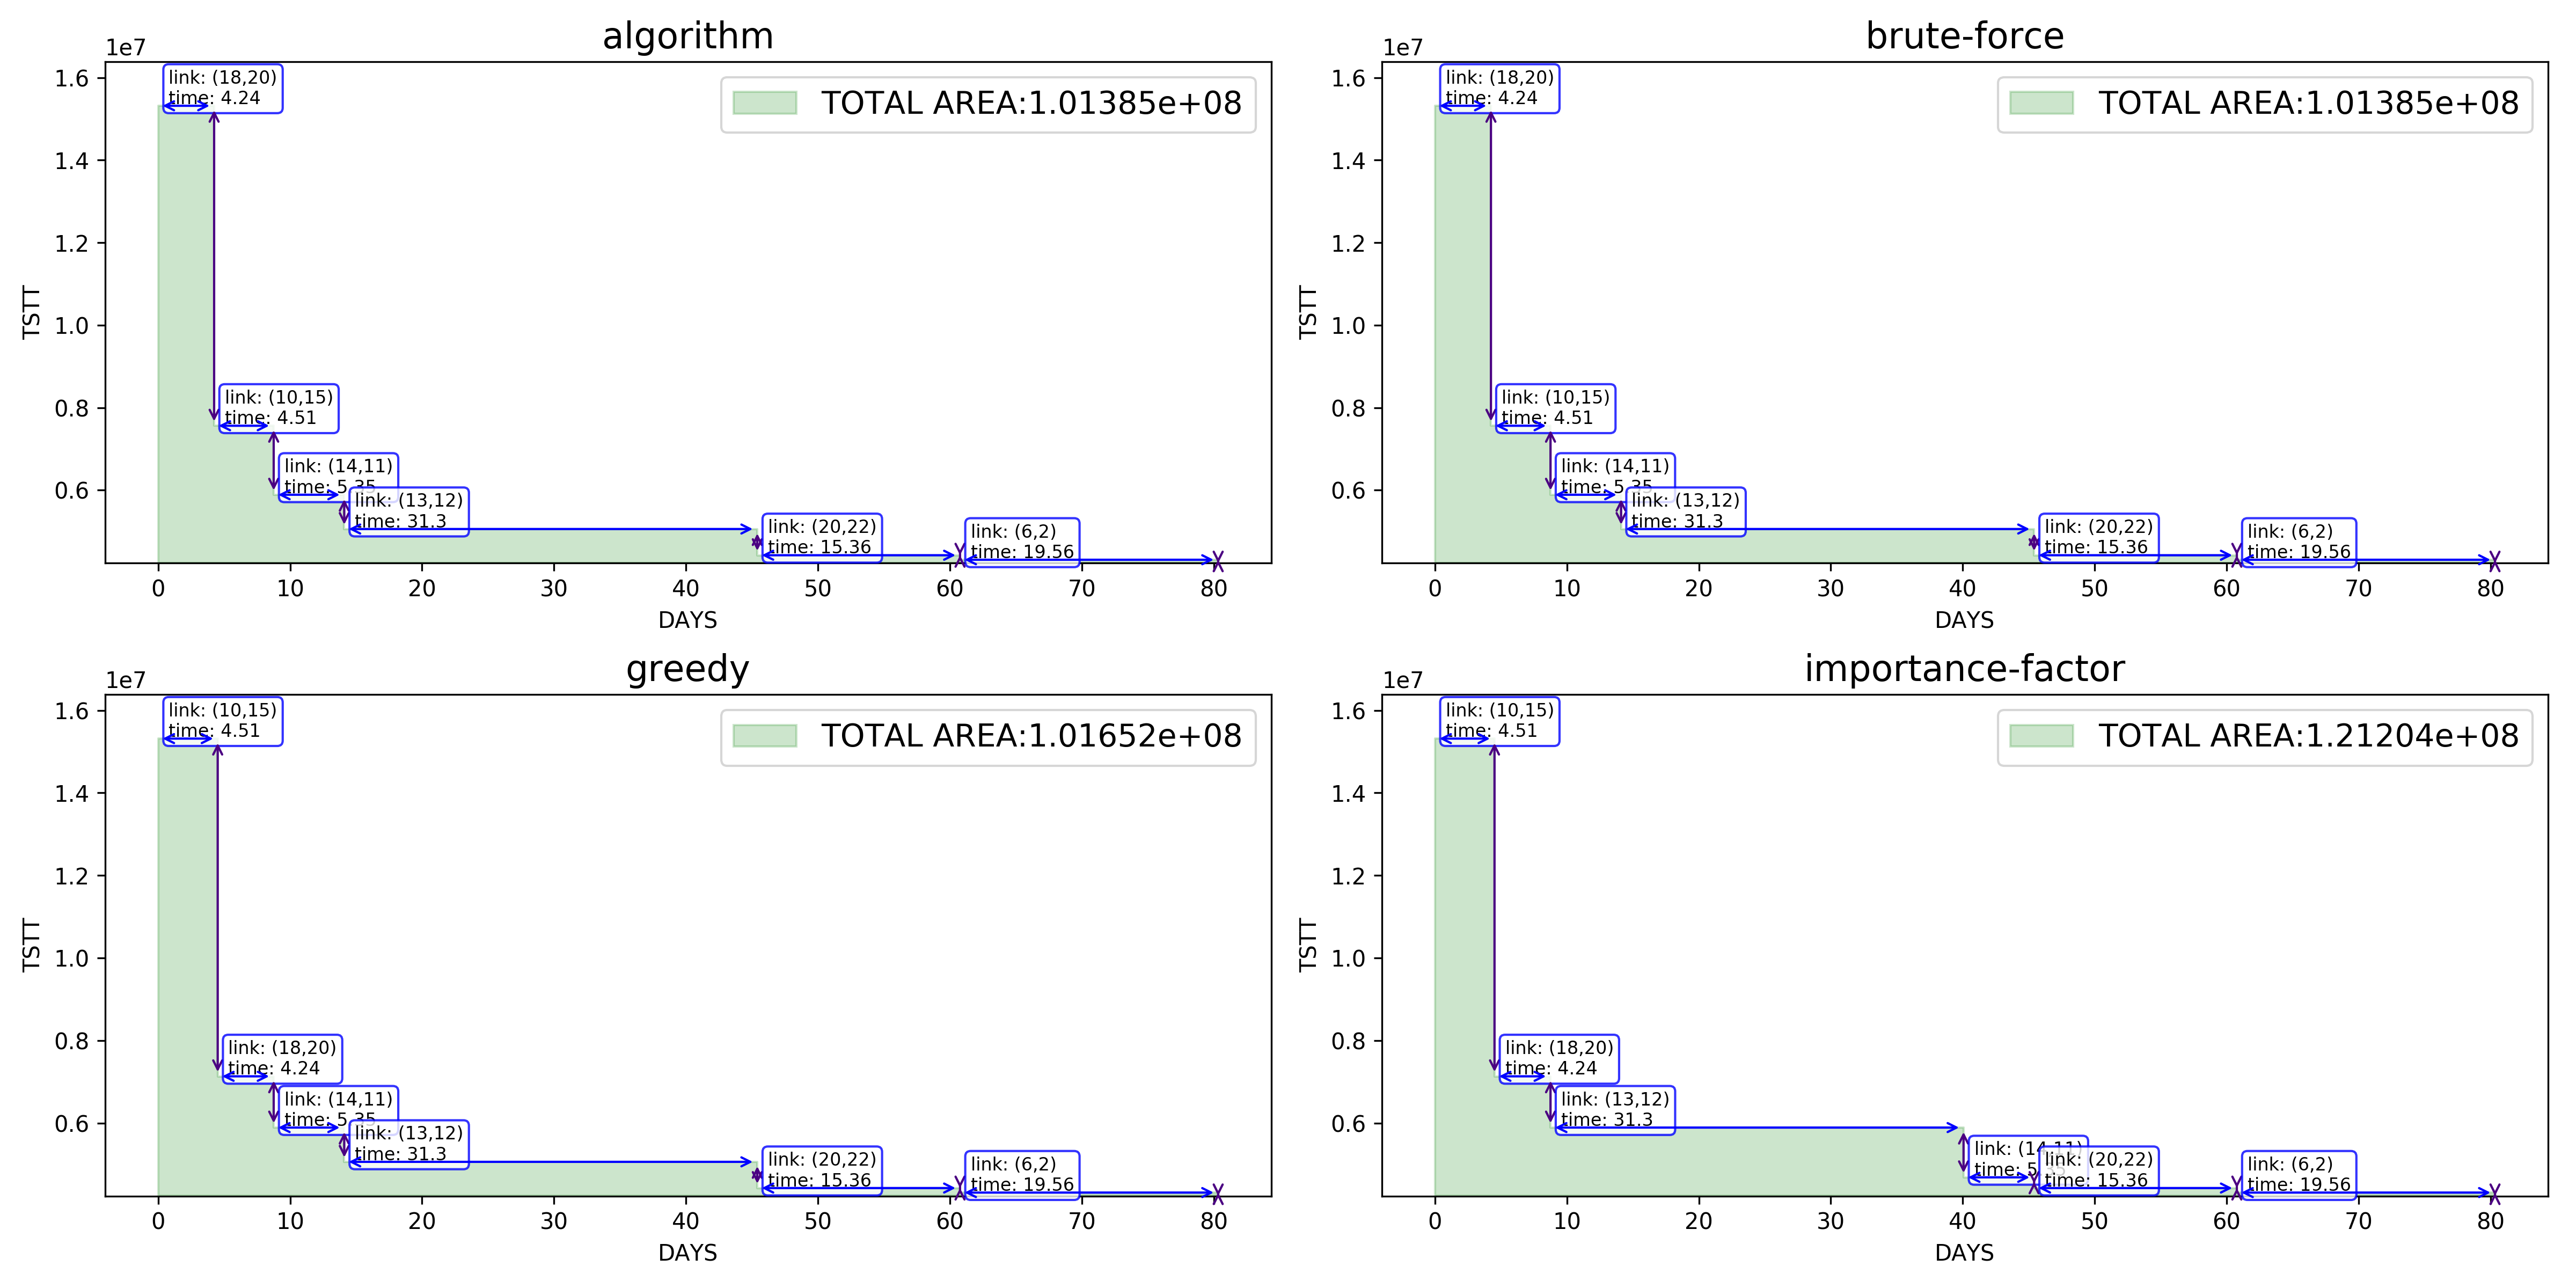 algorithm
1e7
1.6
1.4
1.2
1.0
0.8
0.6
TSTT
link: (18,20)
time: 4.24
TOTAL AREA:1.01385e+08
link: (10,15)
time: 4.51
link: (14,11)
time: 5.35
link: (13,12)
time: 31.3
link: (20,22)
time: 15.36
link: (6,2)
time: 19.56
0 10 20 30 40 50 60 70 80
DAYS
brute-force
1e7
1.6
1.4
1.2
1.0
0.8
0.6
TSTT
link: (18,20)
time: 4.24
TOTAL AREA:1.01385e+08
link: (10,15)
time: 4.51
link: (14,11)
time: 5.35
link: (13,12)
time: 31.3
link: (20,22)
time: 15.36
link: (6,2)
time: 19.56
0 10 20 30 40 50 60 70 80
DAYS
greedy
1e7
1.6
1.4
1.2
1.0
0.8
0.6
TSTT
link: (10,15)
time: 4.51
TOTAL AREA:1.01652e+08
link: (18,20)
time: 4.24
link: (14,11)
time: 5.35
link: (13,12)
time: 31.3
link: (20,22)
time: 15.36
link: (6,2)
time: 19.56
0 10 20 30 40 50 60 70 80
DAYS
importance-factor
1e7
1.6
1.4
1.2
1.0
0.8
0.6
TSTT
link: (10,15)
time: 4.51
TOTAL AREA:1.21204e+08
link: (18,20)
time: 4.24
link: (13,12)
time: 31.3
link: (14,11)
time:
link: (20,22)
time: 15.36
link: (6,2)
time: 19.56
0 10 20 30 40 50 60 70 80
DAYS